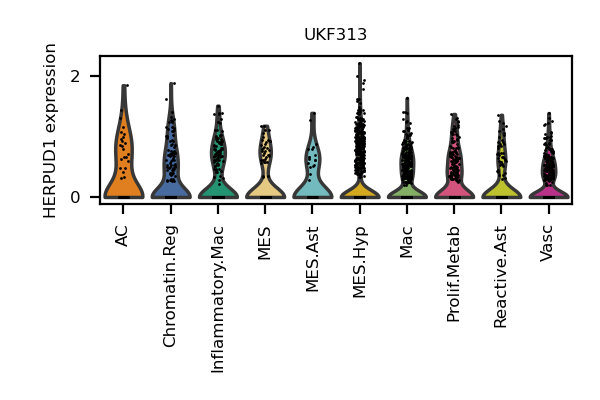 UKF313
HERPUD1 expression
2
0
AC
Chromatin.Reg
Inflammatory.Mac
MES
MES.Ast
MES.Hyp
Mac
Prolif.Metab
Reactive.Ast
Vasc